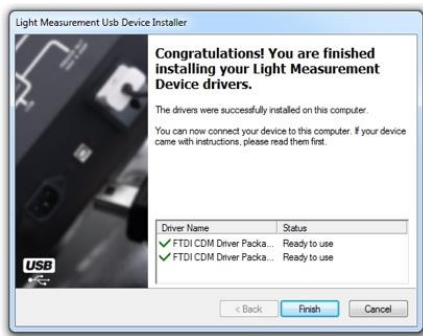 Light Measurement Usb Device Installer
Congratulations! You are finished
installing your Light Measurement
Device drivers.
The drivers were successfully installed on this computer.
You can now connect your device to this computer. If your device
came with instructions, please read them first.
Driver Name Status
FTDI CDM Driver Packa... Ready to use
FTDI CDM Driver Packa... Ready to use
USB
< Back Finish Cancel